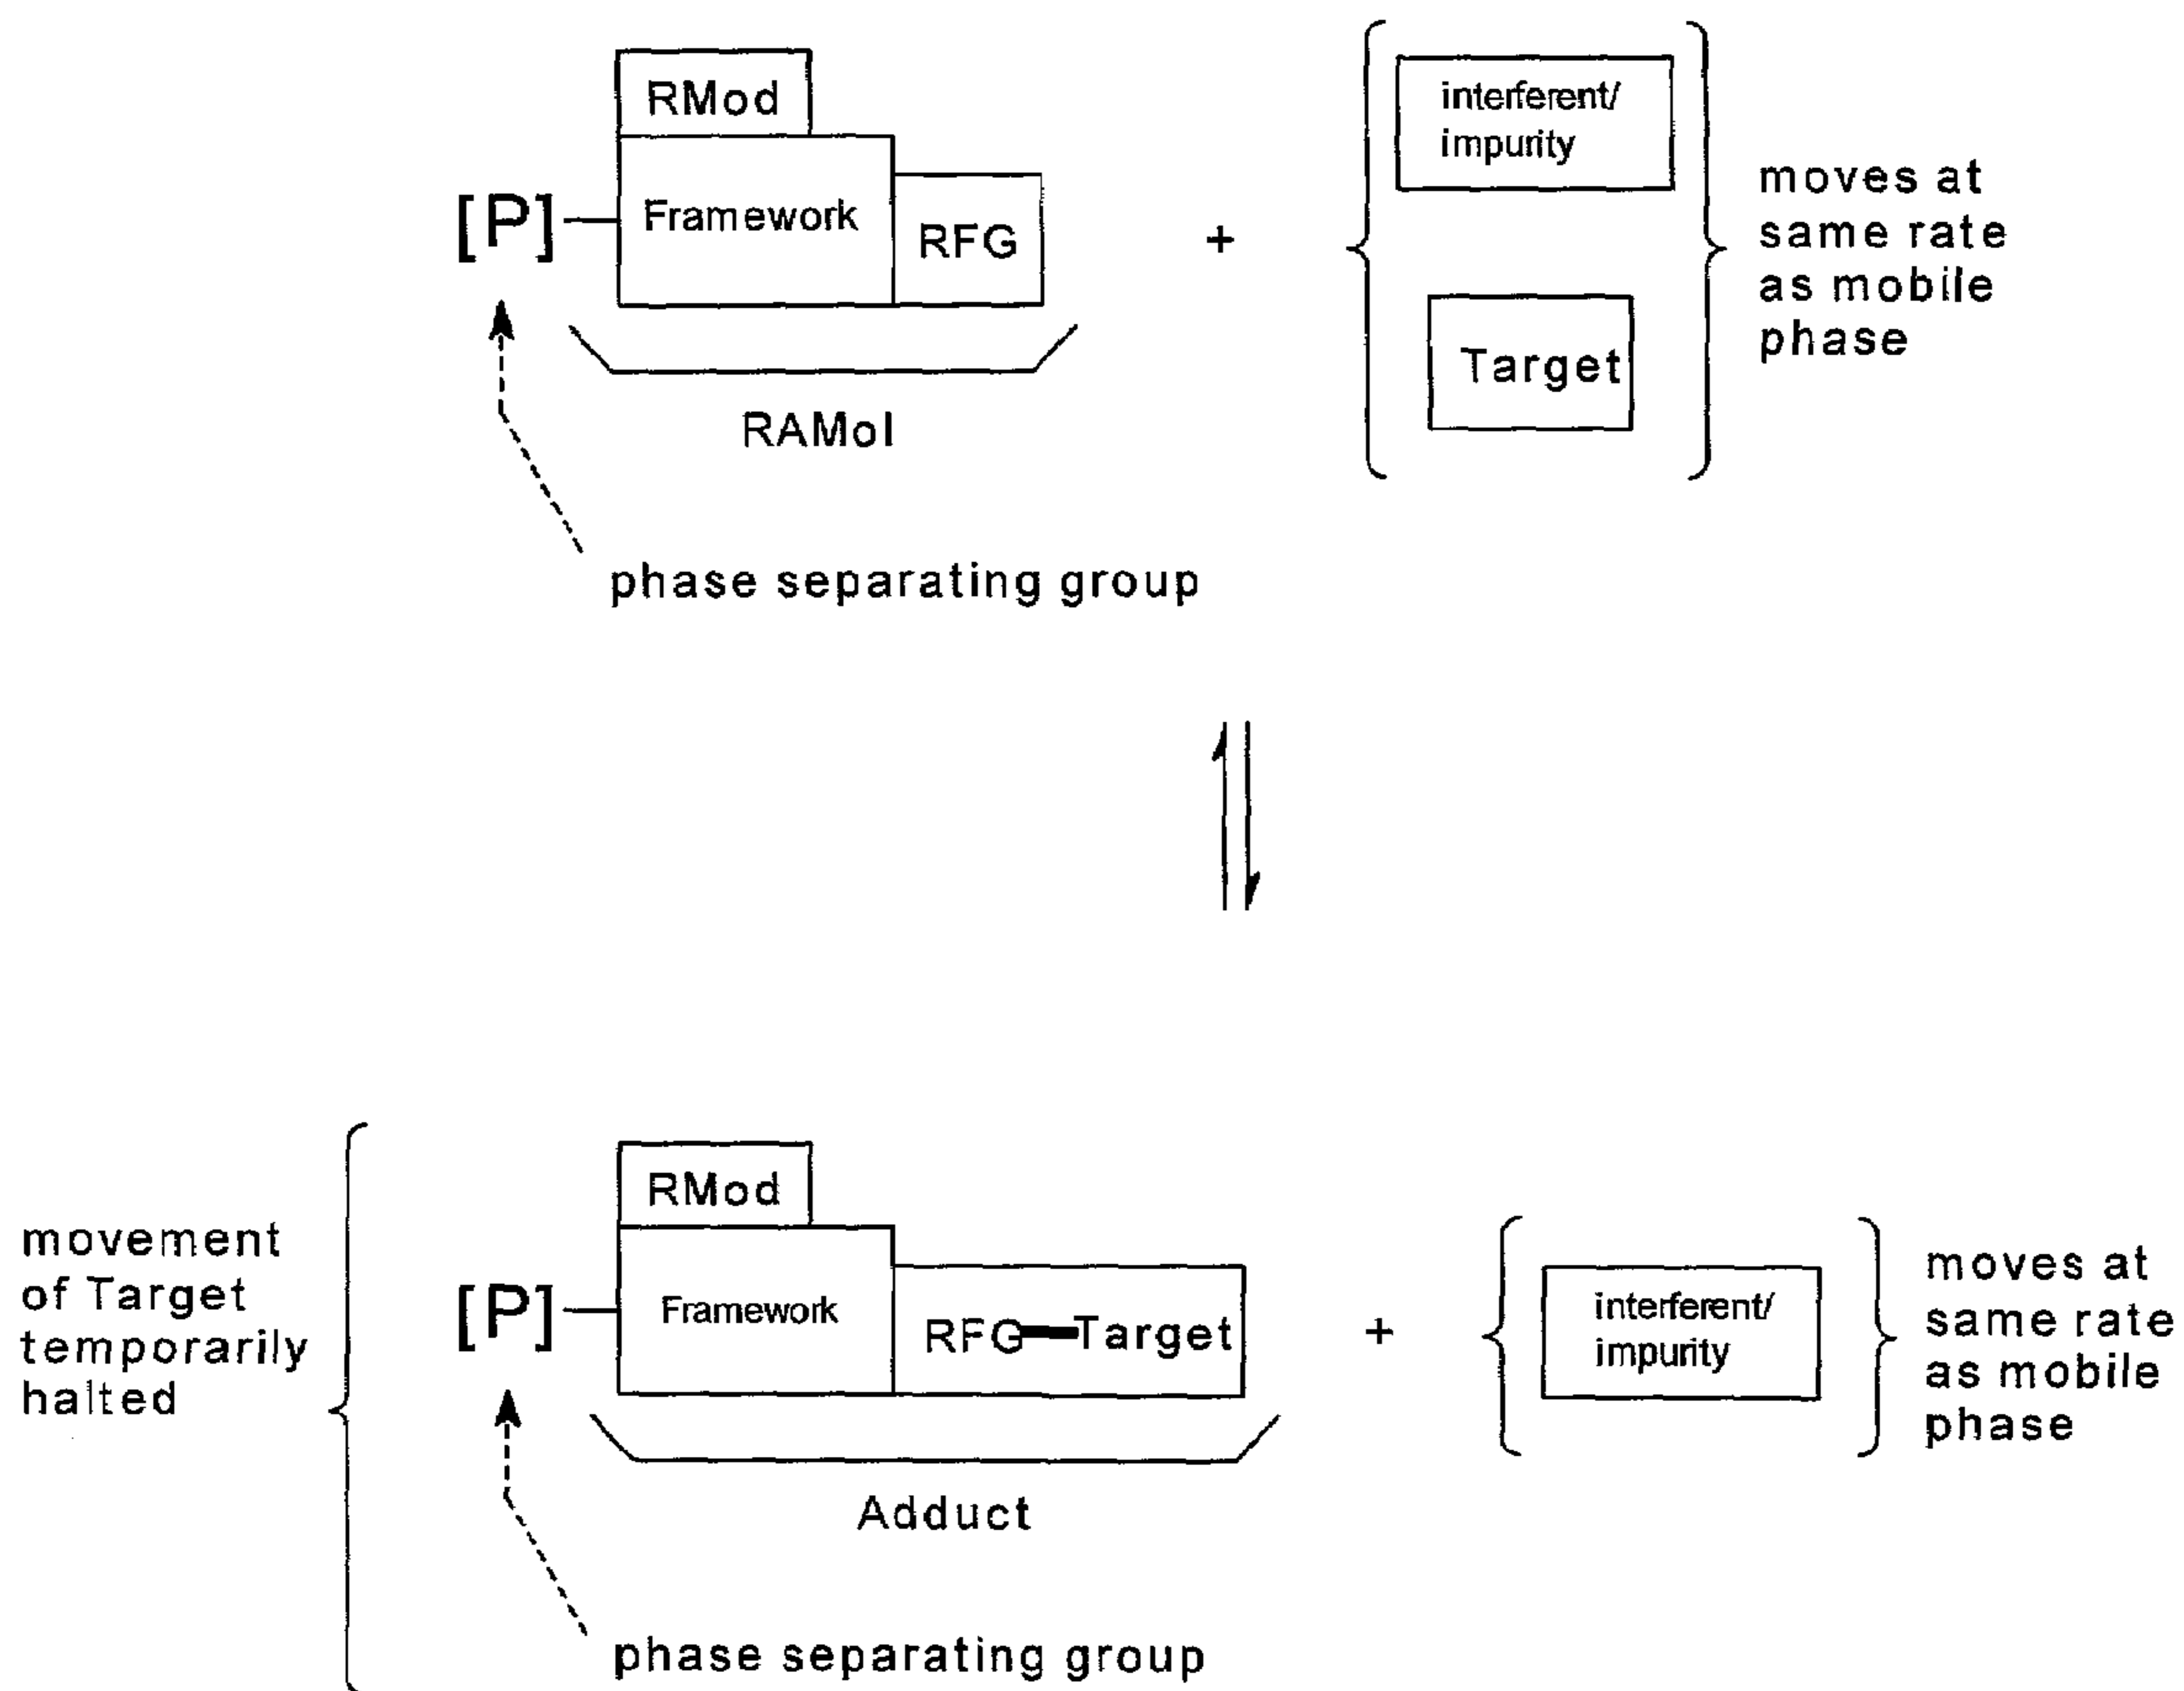 RMod
[P]
Framework
RFG
+
interferent/
impurity
Target
moves at
same rate
as mobile
phase
RAMol
phase separating group
movement
of Target
temporarily
halted
RMod
[P]
Framework
RFG Target
+
interferent/
impurity
moves at
same rate
as mobile
phase
Adduct
phase separating group